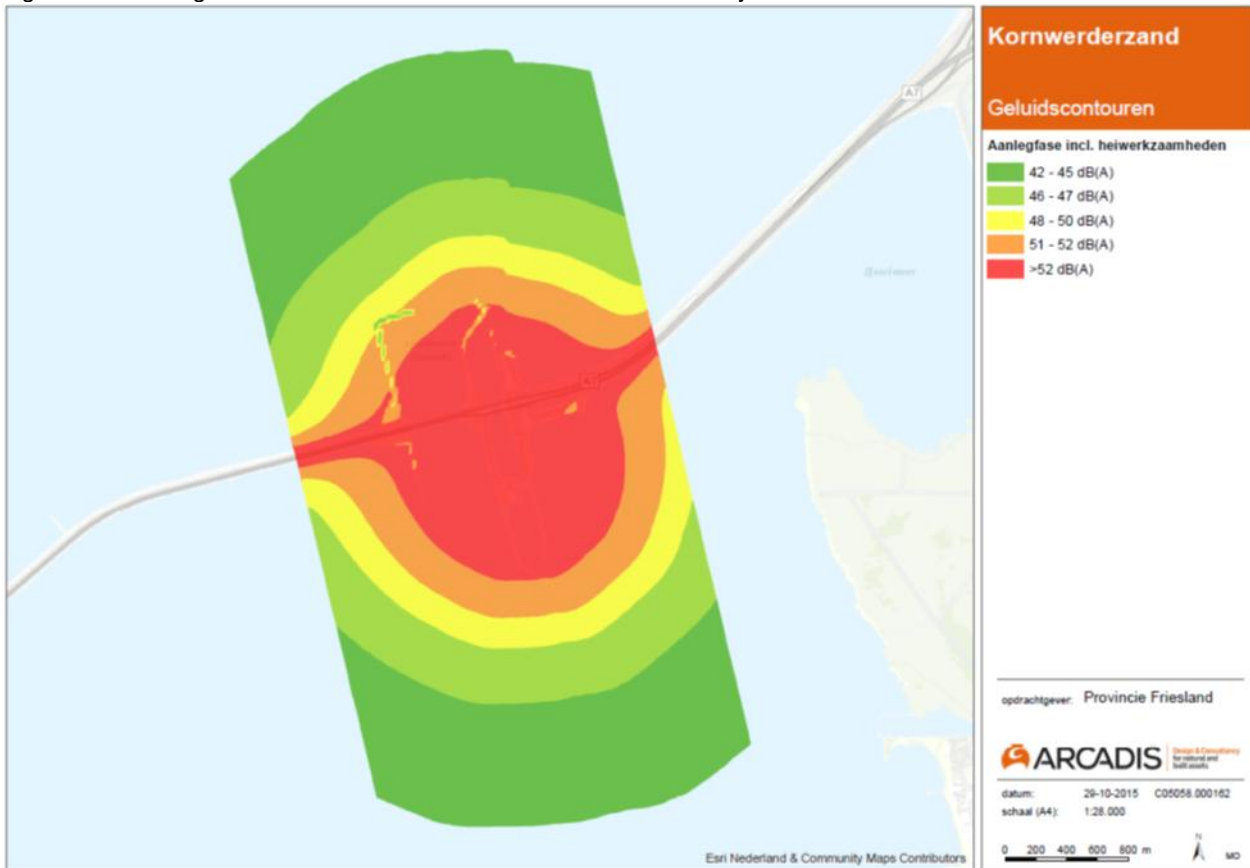 Kornwerderzand
Geluidscontouren
Aanlegfase incl. heiwerkzaamheden
42 - 45 dB(A)
46 - 47 dB(A)
48 - 50 dB(A)
51 - 52 dB(A)
>52 dB(A)
A7
A7
opdrachtgever: Provincie Friesland
ARCADIS
Design & Consultancy
for natural and
built assets
datum: 29-10-2015 C05058.000162
schaal (A4): 1:28.000
N
0 200 400 600 800 m
MO
Esri Nederland & Community Maps Contributors